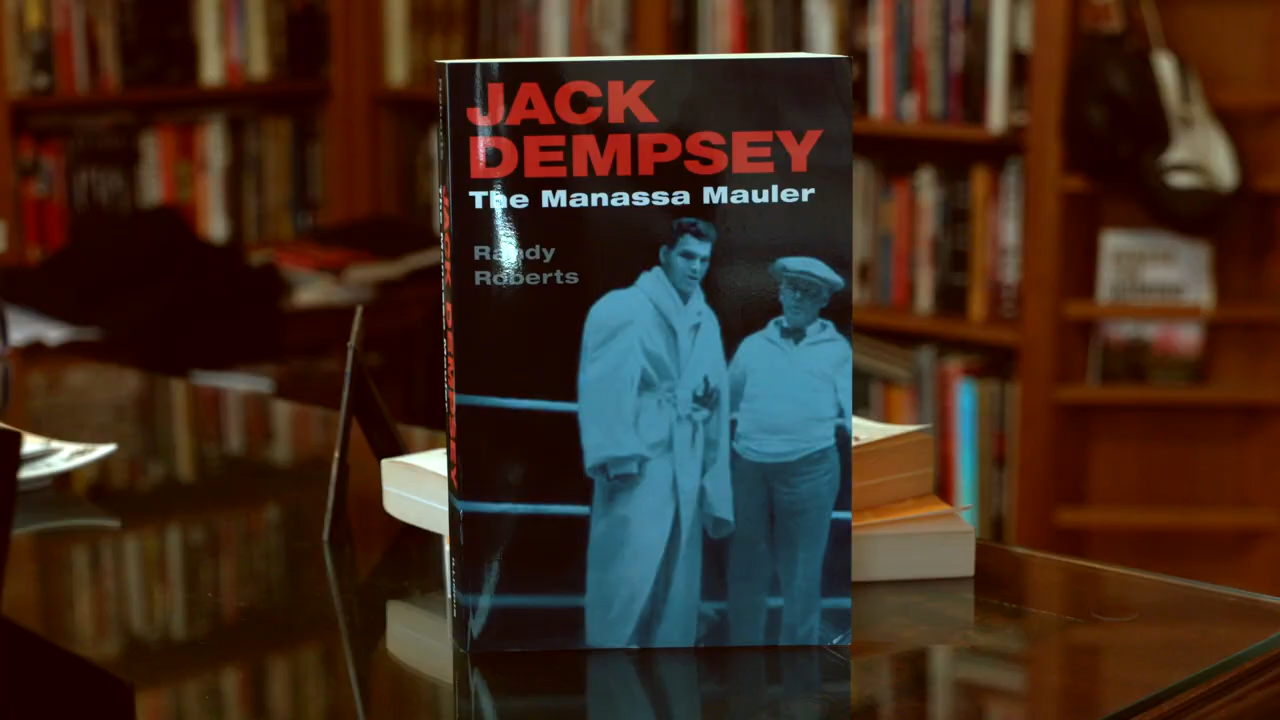 JACK
DEMPSEY
The Manassa Mauler
Randy
Roberts
JACK DEMPSEY